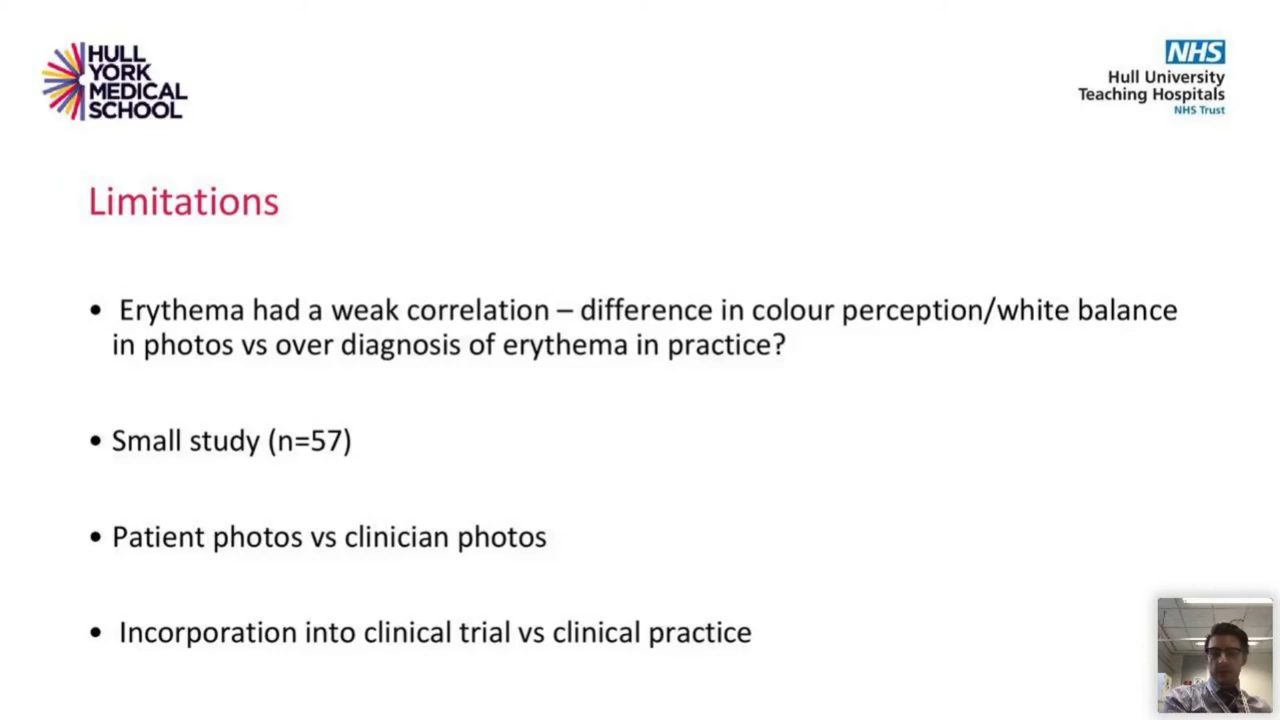 HULL
YORK
MEDICAL
SCHOOL
NHS
Hull University
Teaching Hospitals
NHS Trust
Limitations
• Erythema had a weak correlation – difference in colour perception/white balance
in photos vs over diagnosis of erythema in practice?
• Small study (n=57)
• Patient photos vs clinician photos
• Incorporation into clinical trial vs clinical practice